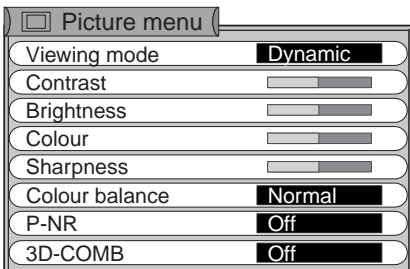 Picture menu
Viewing mode Dynamic
Contrast
Brightness
Colour
Sharpness
Colour balance Normal
P-NR Off
3D-COMB Off